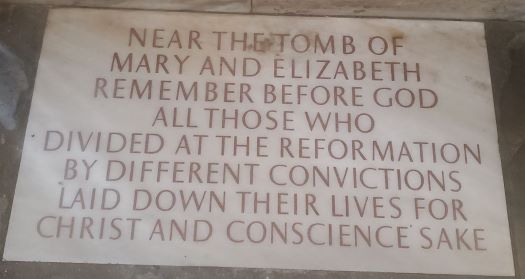 NEAR THE TOMB OF
MARY AND ELIZABETH
REMEMBER BEFORE GOD
ALL THOSE WHO
DIVIDED AT THE REFORMATION
BY DIFFERENT CONVICTIONS
LAID DOWN THEIR LIVES FOR
CHRIST AND CONSCIENCE SAKE